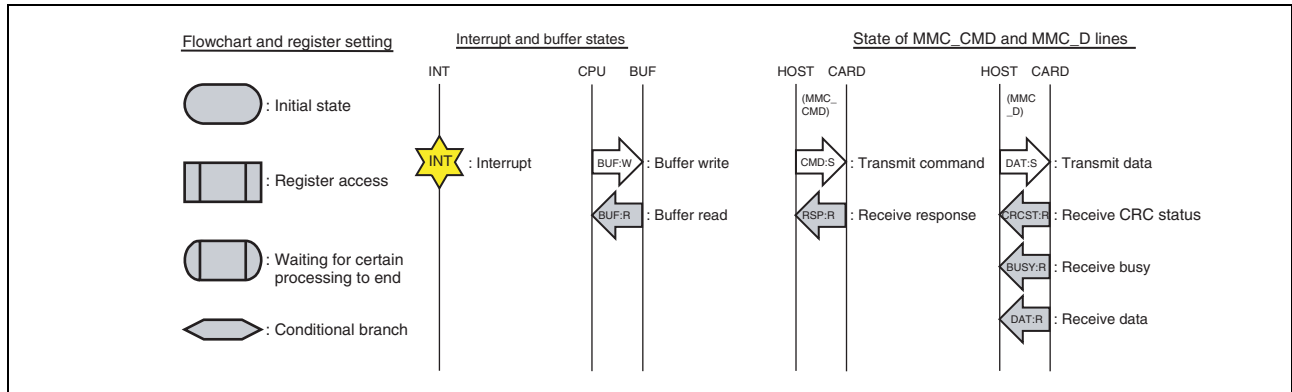 Flowchart and register setting
: Initial state
: Register access
: Waiting for certain
processing to end
: Conditional branch
Interrupt and buffer states
INT
CPU BUF
INT : Interrupt
BUF:W : Buffer write
BUF:R : Buffer read
State of MMC_CMD and MMC_D lines
HOST CARD
(MMC_
CMD)
CMD:S : Transmit command
RSP:R : Receive response
HOST CARD
(MMC
_D)
DAT:S : Transmit data
CRCST:R : Receive CRC status
BUSY:R : Receive busy
DAT:R : Receive data